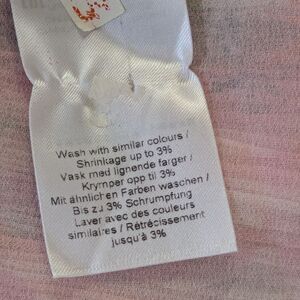 Wash with similar colours /
Shrinkage up to 3%
Vask med lignende farger /
Krymper opp til 3%
Mit ähnlichen Farben waschen /
Bis zu 3% Schrumpfung
Laver avec des couleurs
similaires / Rétrécissement
jusqu'à 3%